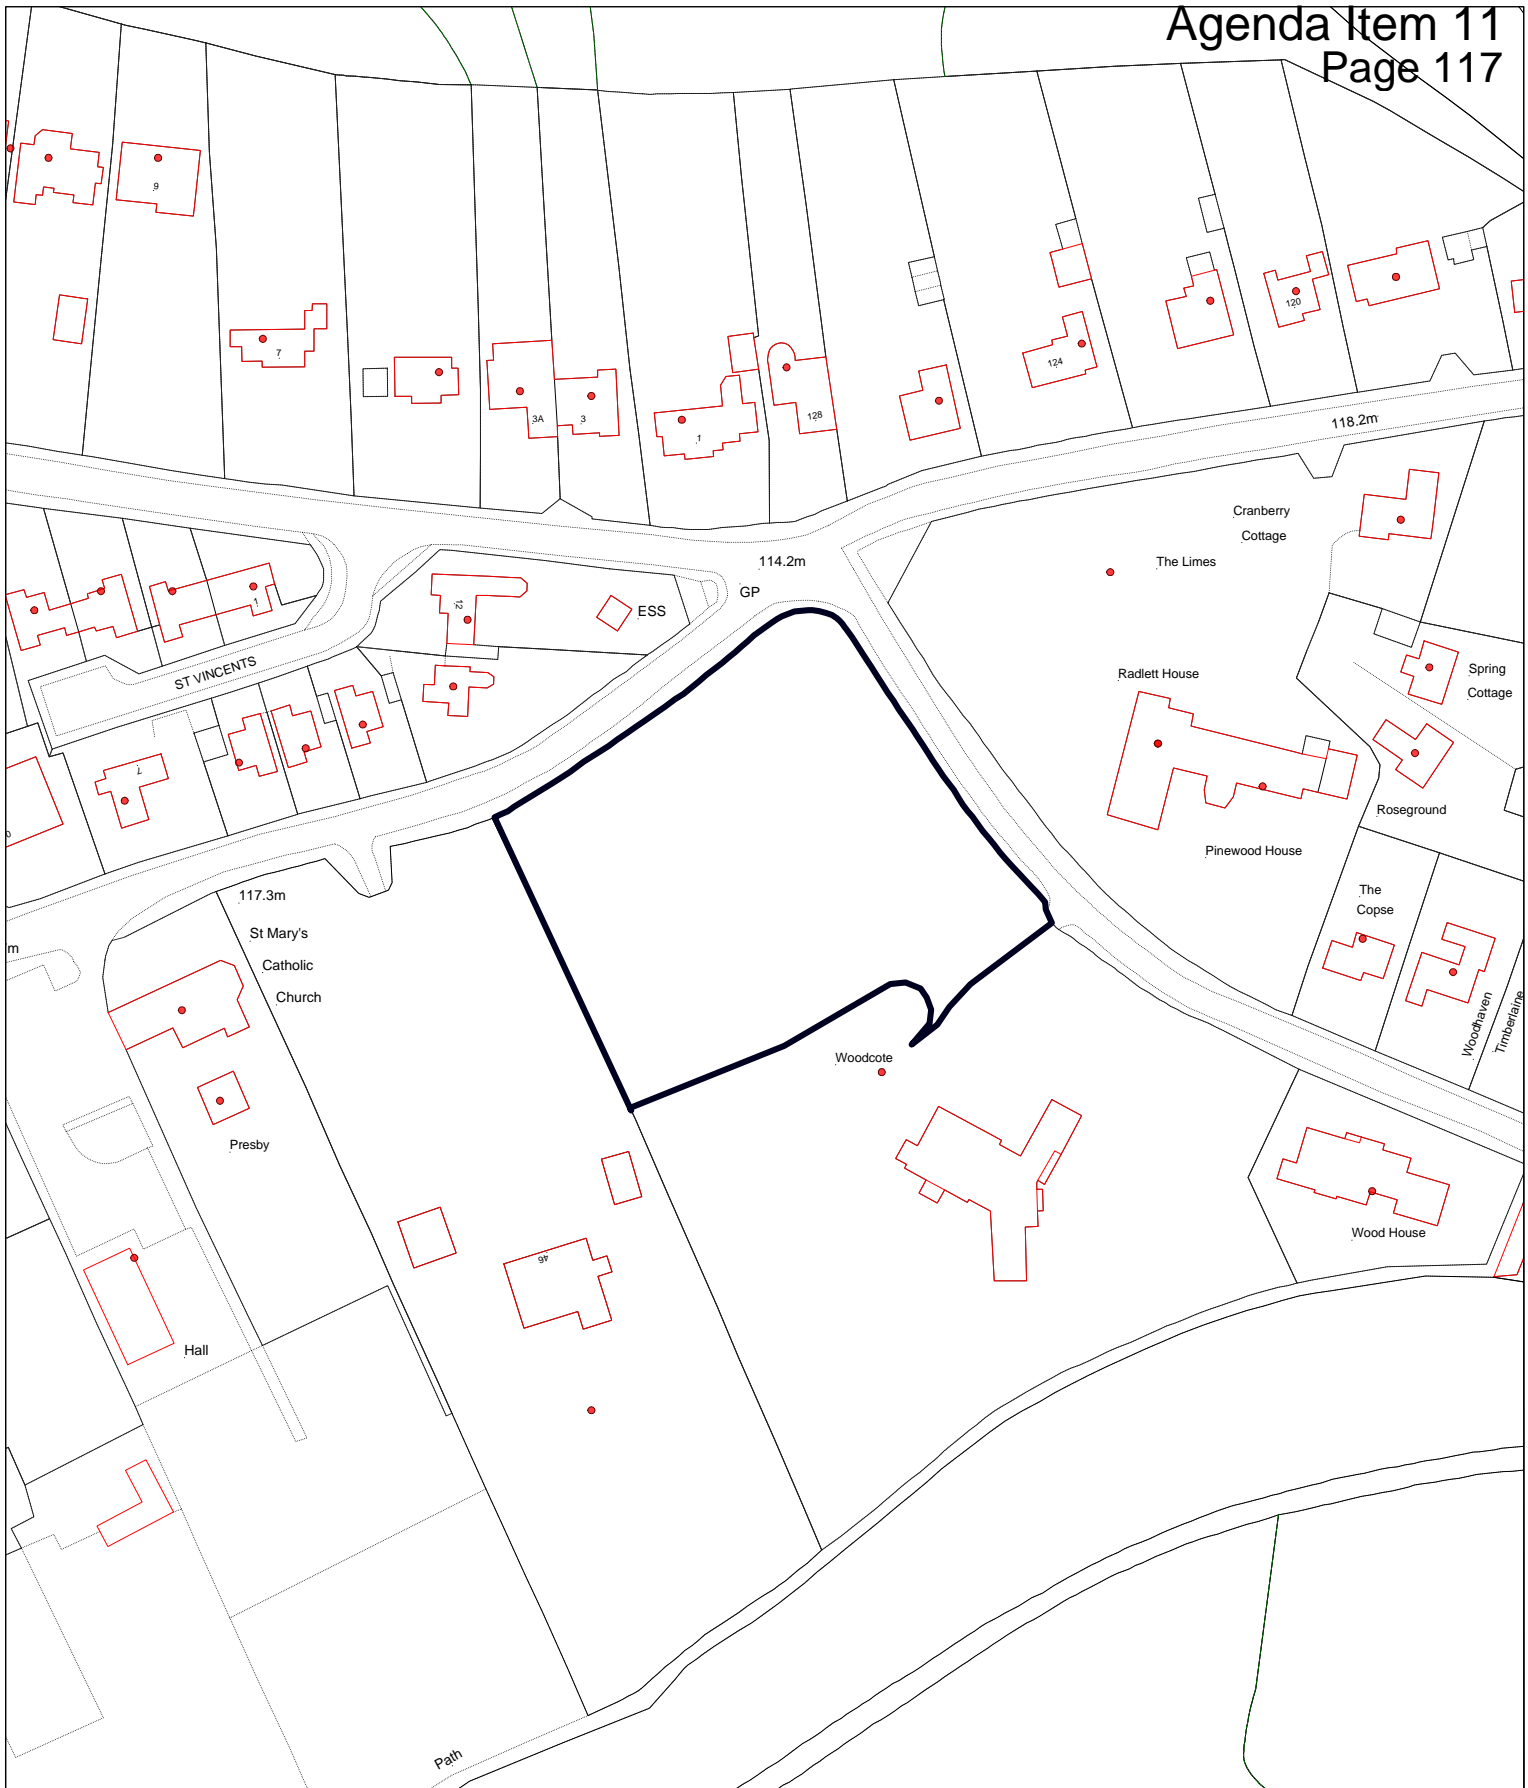 Agenda Item 11
Page 117
9
7
3A
3
1
128
124
120
118.2m
Cranberry
Cottage
The Limes
114.2m
GP
ESS
12
1
ST VINCENTS
7
Radlett House
Spring
Cottage
Roseground
Pinewood House
The
Copse
Woodhaven
Timberlaine
117.3m
m
St Mary's
Catholic
Church
Presby
Woodcote
46
Wood House
Hall
Path